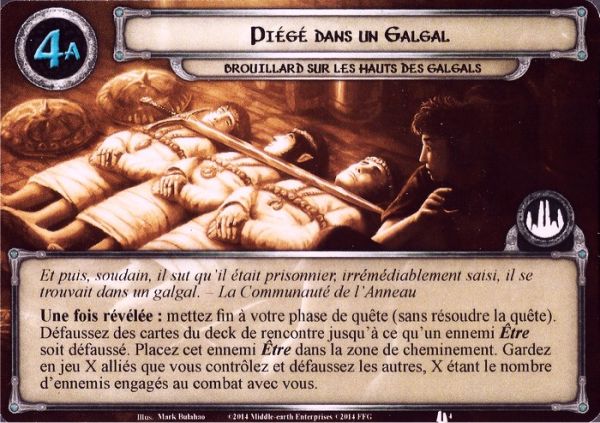 4A
Piégé dans un Galgal
Brouillard sur les Hauts des Galgals
Et puis, soudain, il sut qu'il était prisonnier, irrémédiablement saisi, il se
trouvait dans un galgal. – La Communauté de l'Anneau
Une fois révélée : mettez fin à votre phase de quête (sans résoudre la quête).
Défaussez des cartes du deck de rencontre jusqu'à ce qu'un ennemi Être
soit défaussé. Placez cet ennemi Être dans la zone de cheminement. Gardez
en jeu X alliés que vous contrôlez et défaussez les autres, X étant le nombre
d'ennemis engagés au combat avec vous.
Illus. Mark Bulahao ©2014 Middle-earth Enterprises ©2014 FFG 4